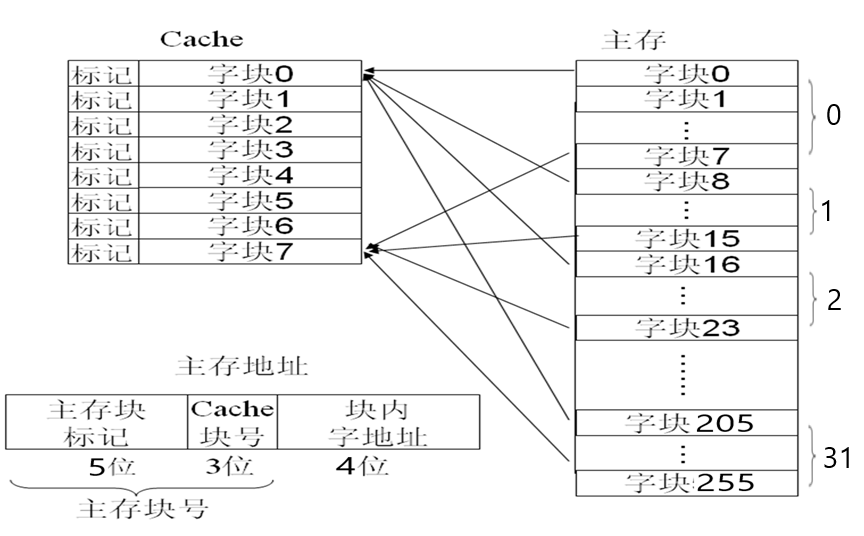 Cache
标记 字块0
标记 字块1
标记 字块2
标记 字块3
标记 字块4
标记 字块5
标记 字块6
标记 字块7
主存
字块0
字块1
⋮
字块7
字块8
⋮
字块15
字块16
⋮
字块23
⋮
字块205
⋮
字块255
0
1
2
31
主存地址
主存块
标记
Cache
块号
块内
字地址
5位
3位
4位
主存块号